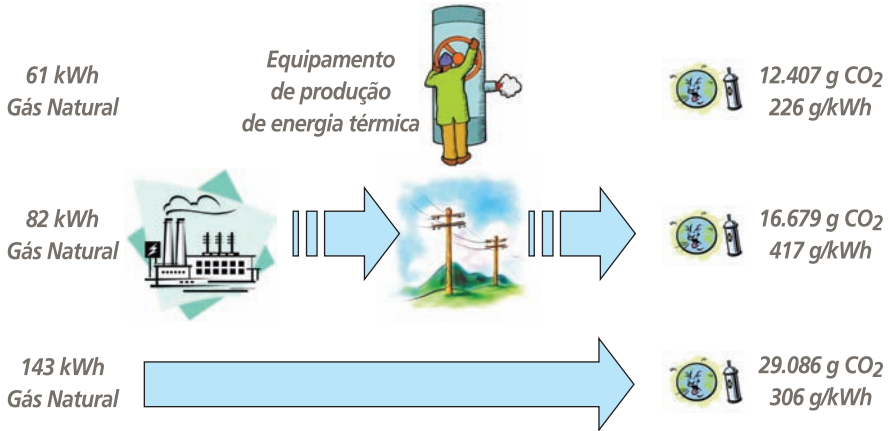 61 kWh
Gás Natural
Equipamento
de produção
de energia térmica
12.407 g CO2
226 g/kWh
82 kWh
Gás Natural
16.679 g CO2
417 g/kWh
143 kWh
Gás Natural
29.086 g CO2
306 g/kWh